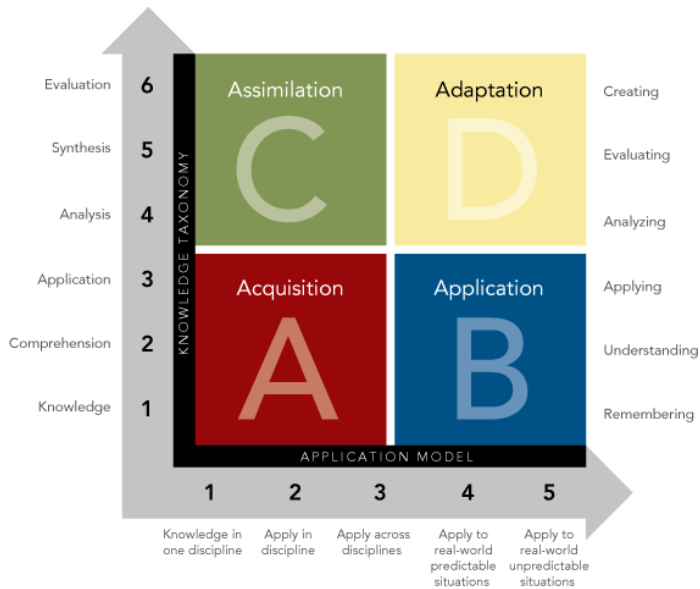 Evaluation 6 Assimilation Adaptation Creating
C D
Synthesis 5 Evaluating
Analysis 4 Analyzing
KNOWLEDGE TAXONOMY
Application 3 Acquisition Application Applying
A B
Comprehension 2 Understanding
Knowledge 1 Remembering
APPLICATION MODEL
1 2 3 4 5
Knowledge in
one discipline
Apply in
discipline
Apply across
disciplines
Apply to
real-world
predictable
situations
Apply to
real-world
unpredictable
situations